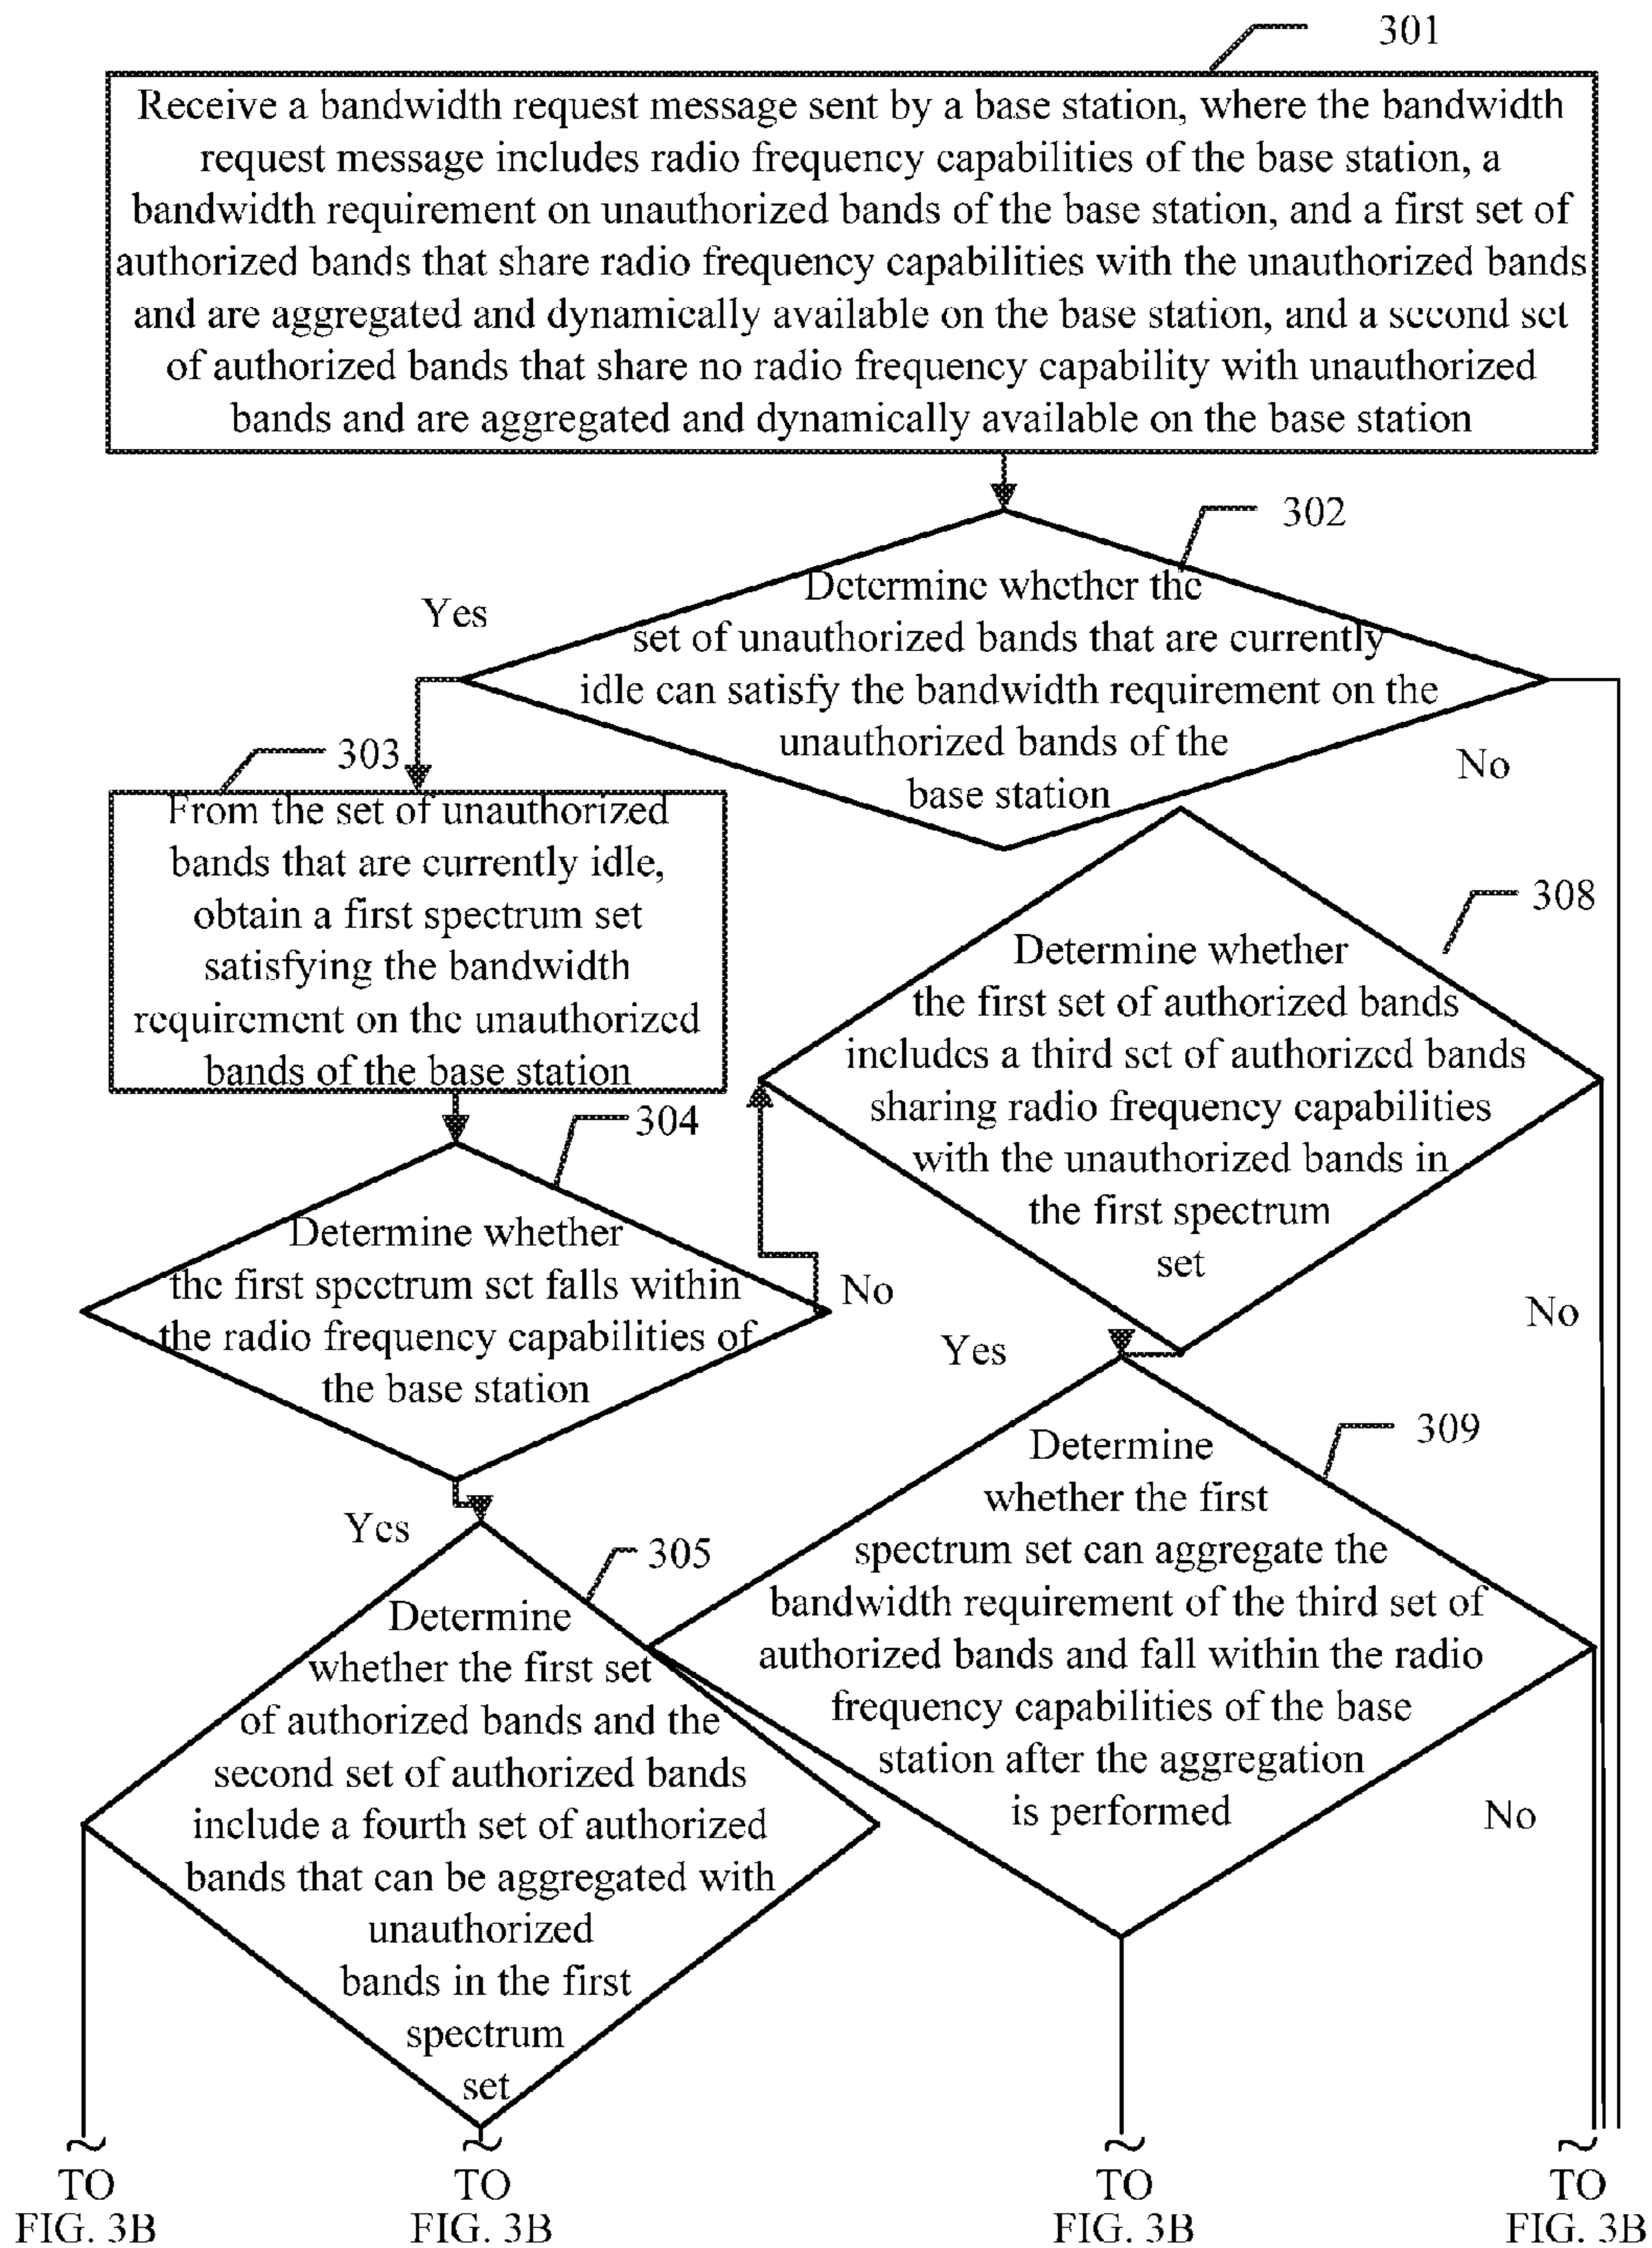 301
Receive a bandwidth request message sent by a base station, where the bandwidth
request message includes radio frequency capabilities of the base station, a
bandwidth requirement on unauthorized bands of the base station, and a first set of
authorized bands that share radio frequency capabilities with the unauthorized bands
and are aggregated and dynamically available on the base station, and a second set
of authorized bands that share no radio frequency capability with unauthorized
bands and are aggregated and dynamically available on the base station
302
Determine whether the
set of unauthorized bands that are currently
idle can satisfy the bandwidth requirement on the
unauthorized bands of the
base station
Yes
No
303
From the set of unauthorized
bands that are currently idle,
obtain a first spectrum set
satisfying the bandwidth
requirement on the unauthorized
bands of the base station
308
Determine whether
the first set of authorized bands
includes a third set of authorized bands
sharing radio frequency capabilities
with the unauthorized bands in
the first spectrum
set
304
Determine whether
the first spectrum set falls within
the radio frequency capabilities of
the base station
No
No
Yes
Yes
309
Determine
whether the first
spectrum set can aggregate the
bandwidth requirement of the third set of
authorized bands and fall within the radio
frequency capabilities of the base
station after the aggregation
is performed
No
305
Determine
whether the first set
of authorized bands and the
second set of authorized bands
include a fourth set of authorized
bands that can be aggregated with
unauthorized
bands in the first
spectrum
set
TO
FIG. 3B
TO
FIG. 3B
TO
FIG. 3B
TO
FIG. 3B